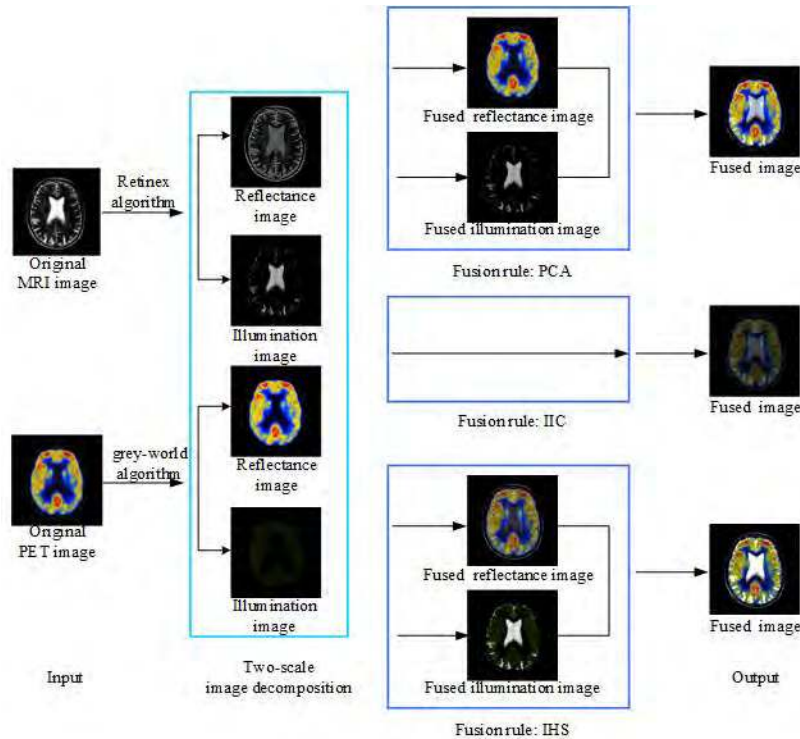 Original
MRI image
Retinex
algorithm
Reflectance
image
Illumination
image
Original
PET image
grey-world
algorithm
Reflectance
image
Illumination
image
Input
Two-scale
image decomposition
Fused reflectance image
Fused illumination image
Fusion rule: PCA
Fused image
Fusion rule: IIC
Fused image
Fused reflectance image
Fused illumination image
Fusion rule: IHS
Fused image
Output